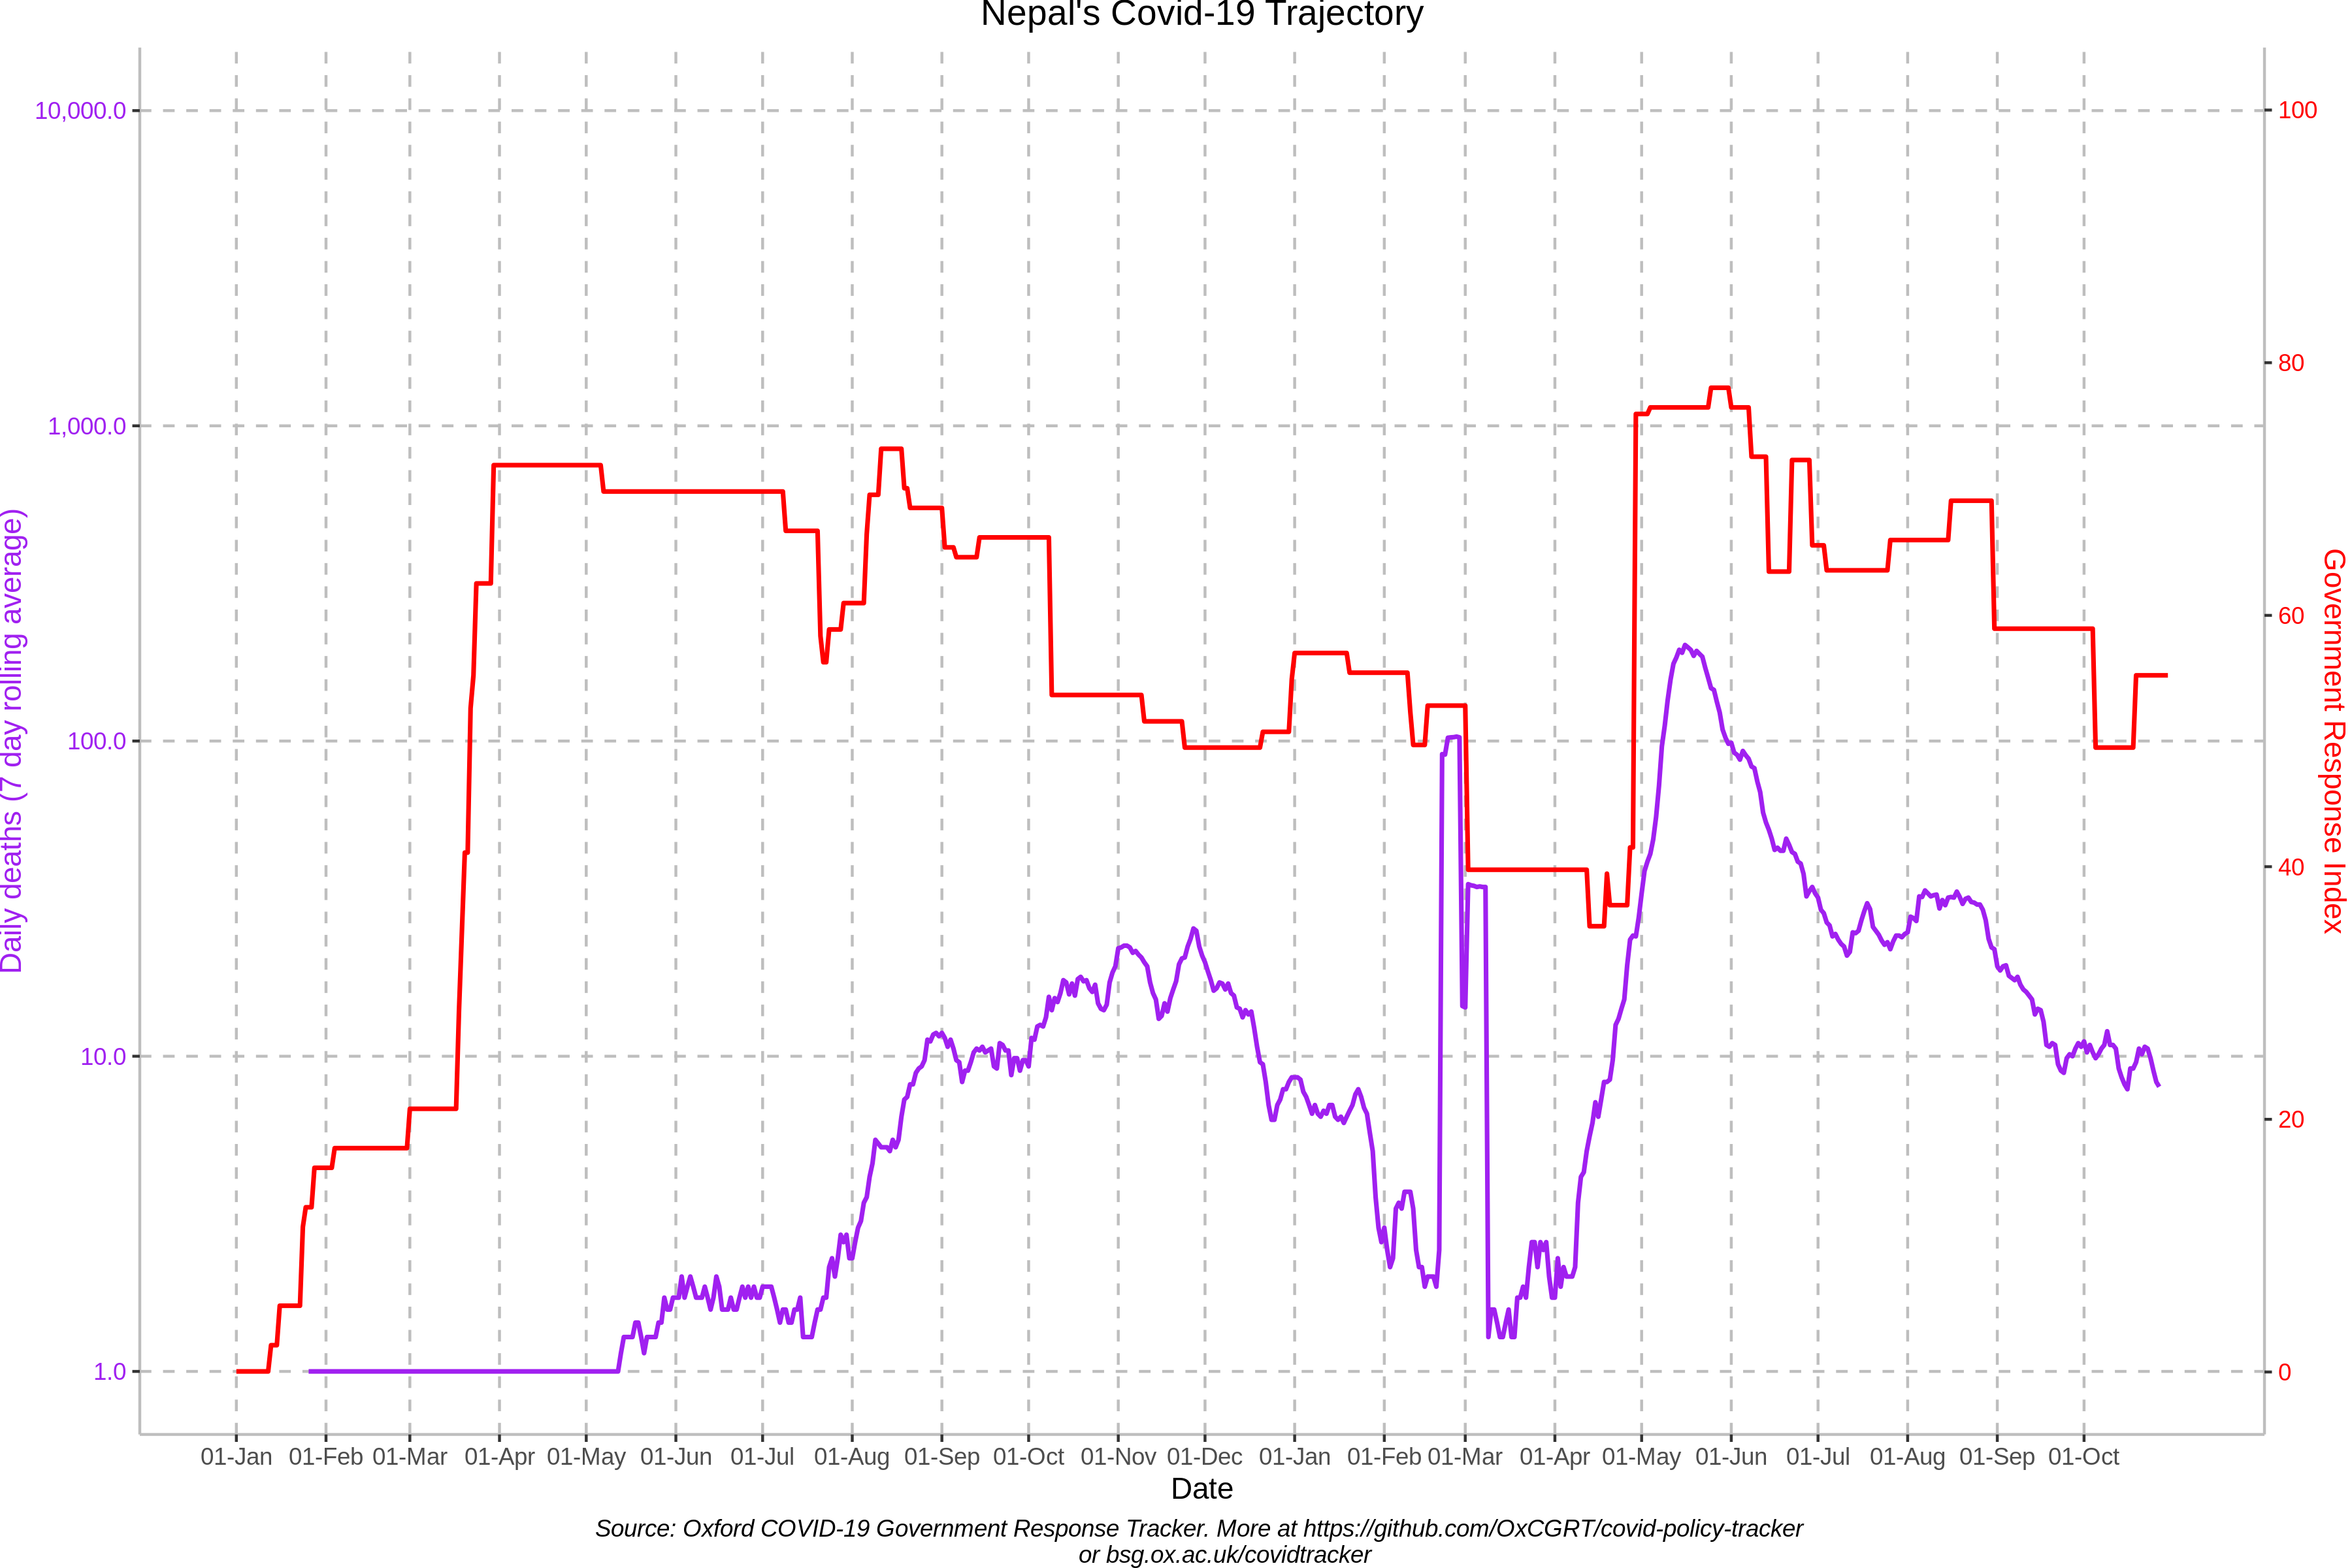 Nepal's Covid-19 Trajectory
10,000.0
1,000.0
100.0
10.0
1.0
Daily deaths (7 day rolling average)
100
80
60
40
20
0
Government Response Index
01-Jan 01-Feb 01-Mar 01-Apr 01-May 01-Jun 01-Jul 01-Aug 01-Sep 01-Oct 01-Nov 01-Dec 01-Jan 01-Feb 01-Mar 01-Apr 01-May 01-Jun 01-Jul 01-Aug 01-Sep 01-Oct
Date
Source: Oxford COVID-19 Government Response Tracker. More at https://github.com/OxCGRT/covid-policy-tracker
or bsg.ox.ac.uk/covidtracker